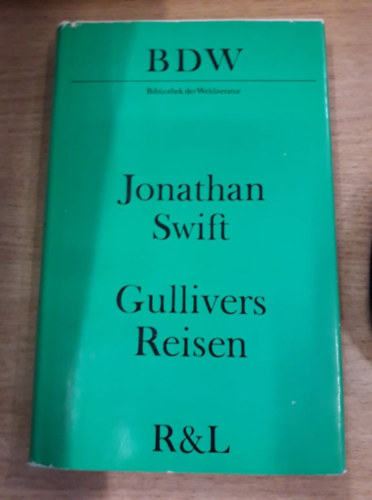 BDW
Bibliothek der Weltliteratur
Jonathan
Swift
Gullivers
Reisen
R&L